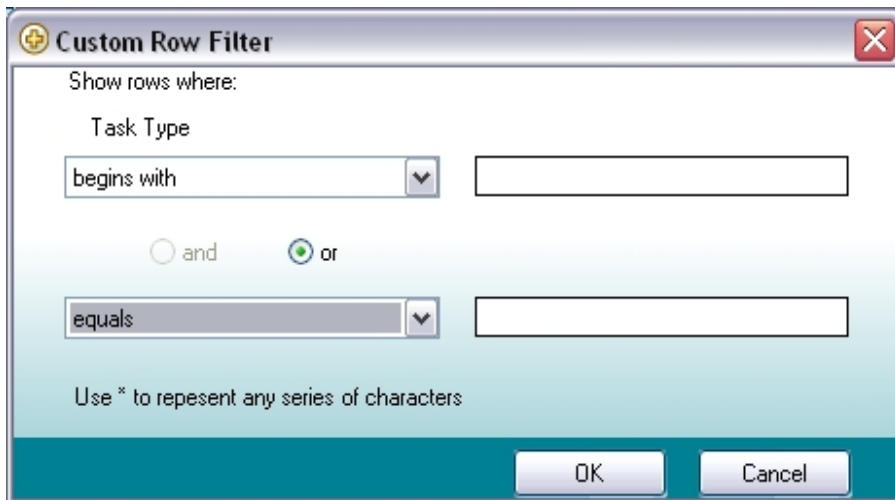 Custom Row Filter
Show rows where:
Task Type
begins with
and or
equals
Use * to repesent any series of characters
OK Cancel